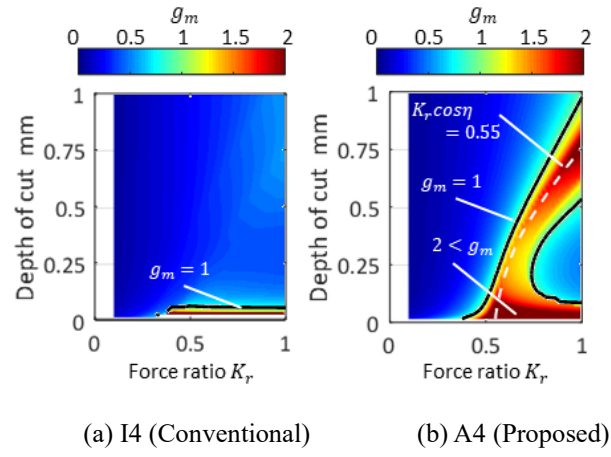 g_m
0 0.5 1 1.5 2
g_m
0 0.5 1 1.5 2
Depth of cut mm
1
0.75
0.5
0.25
0
g_m = 1
0 0.5 1
Force ratio K_r
Depth of cut mm
1
0.75
0.5
0.25
0
K_r cosη
= 0.55
g_m = 1
2 < g_m
0 0.5 1
Force ratio K_r
(a) I4 (Conventional)
(b) A4 (Proposed)